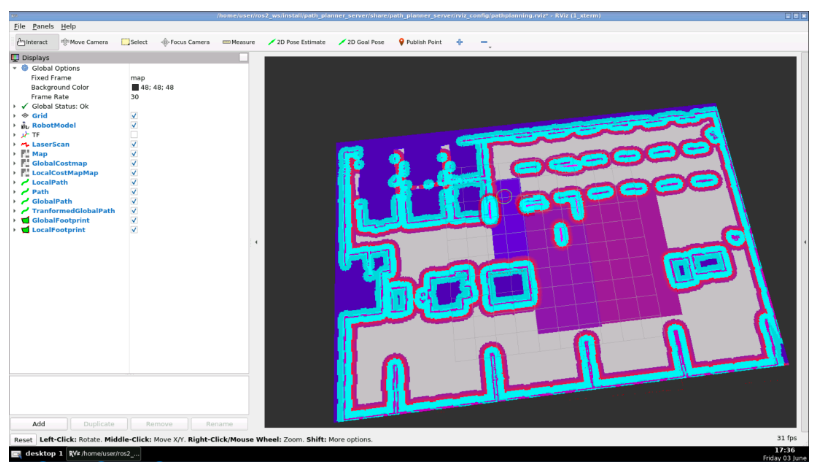 /home/user/ros2_ws/install/path_planner_server/share/path_planner_server/rviz_config/pathplanning.rviz* - RViz (1_xterm)
File Panels Help
Interact Move Camera Select Focus Camera Measure 2D Pose Estimate 2D Goal Pose Publish Point
Displays
Global Options
Fixed Frame map
Background Color 48; 48; 48
Frame Rate 30
Global Status: Ok
Grid
RobotModel
TF
LaserScan
Map
GlobalCostmap
LocalCostMapMap
LocalPath
Path
GlobalPath
TranformedGlobalPath
GlobalFootprint
LocalFootprint
Add Duplicate Remove Rename
Reset Left-Click: Rotate. Middle-Click: Move X/Y. Right-Click/Mouse Wheel: Zoom. Shift: More options. 31 fps
desktop 1 RViz /home/user/ros2_... 17:36
Friday 03 June